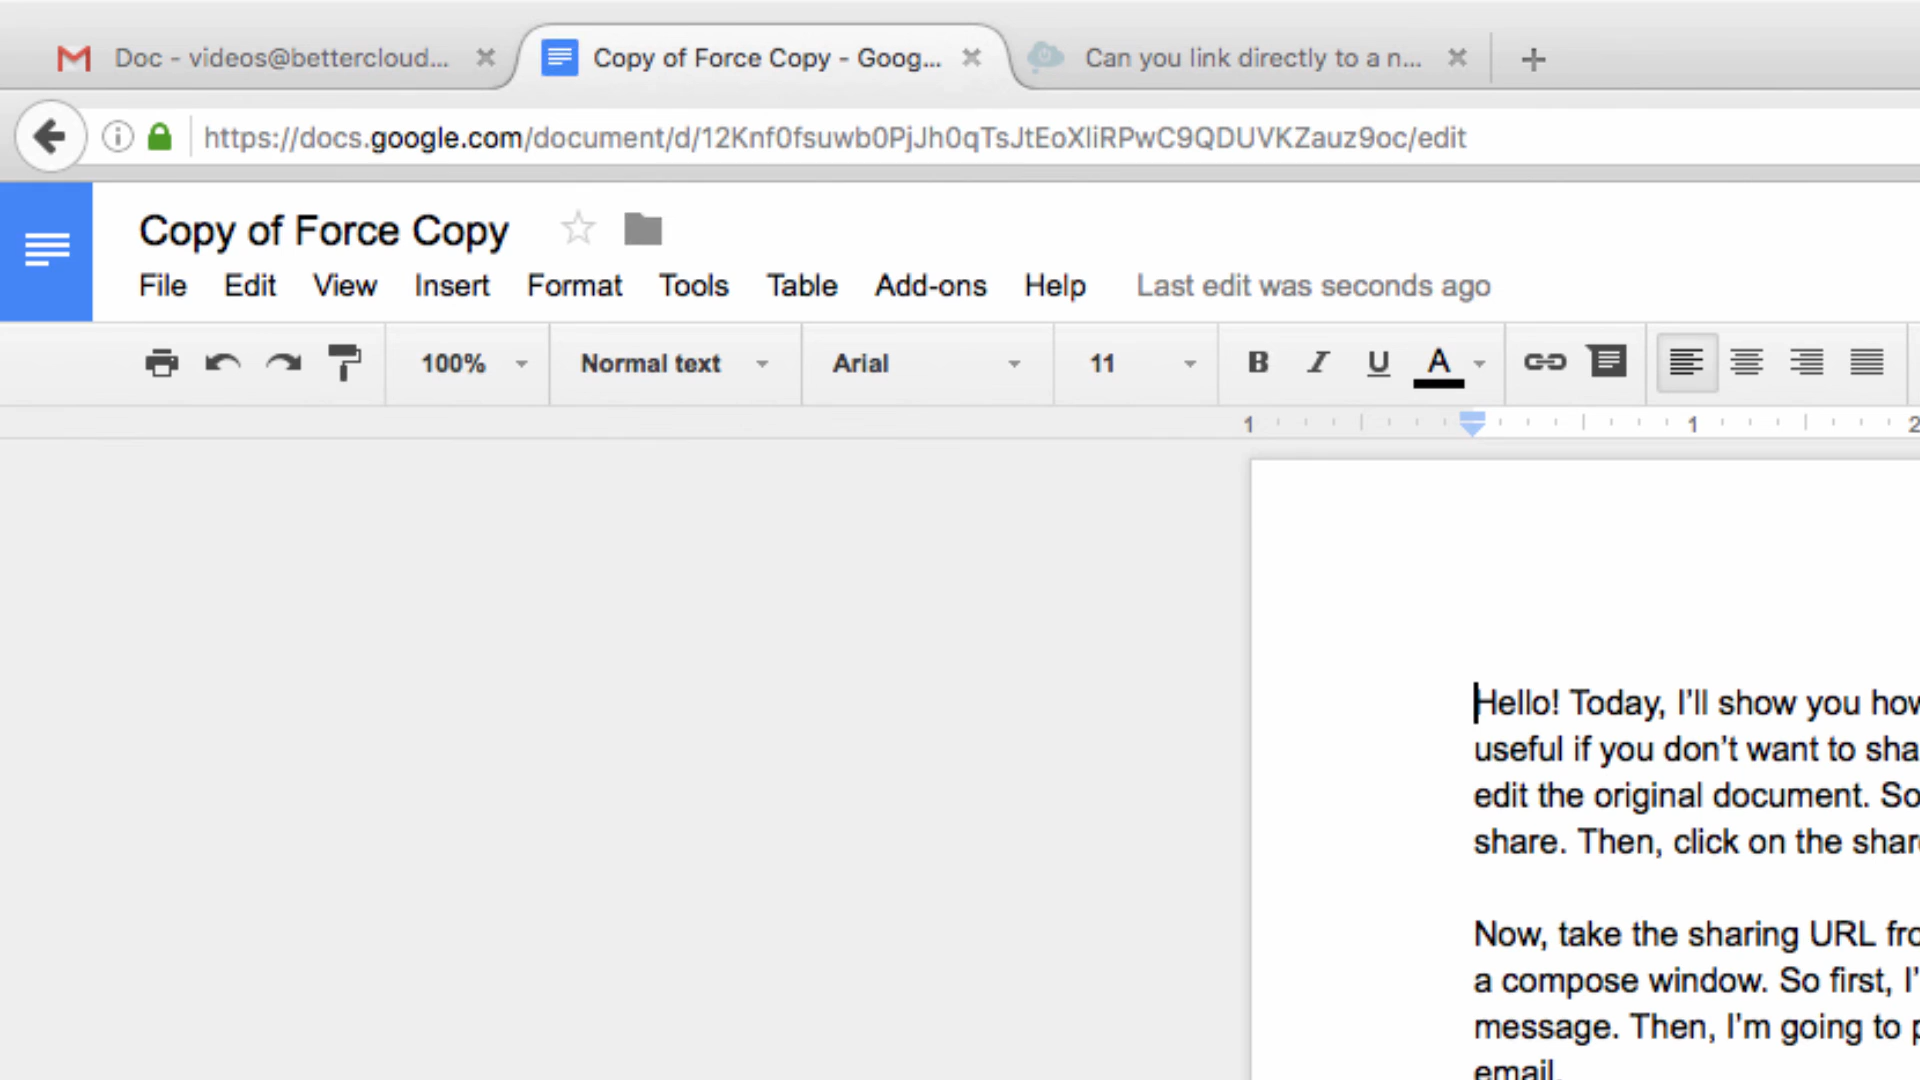 Doc - videos@bettercloud...
Copy of Force Copy - Goog...
Can you link directly to a n...
https://docs.google.com/document/d/12Knf0fsuwb0PjJh0qTsJtEoXliRPwC9QDUVKZauz9oc/edit
Copy of Force Copy
File Edit View Insert Format Tools Table Add-ons Help Last edit was seconds ago
100% Normal text Arial 11 B I U A
1 1 2
Hello! Today, I'll show you how
useful if you don't want to sha
edit the original document. So
share. Then, click on the shar
Now, take the sharing URL fro
a compose window. So first, I'
message. Then, I'm going to p
email.